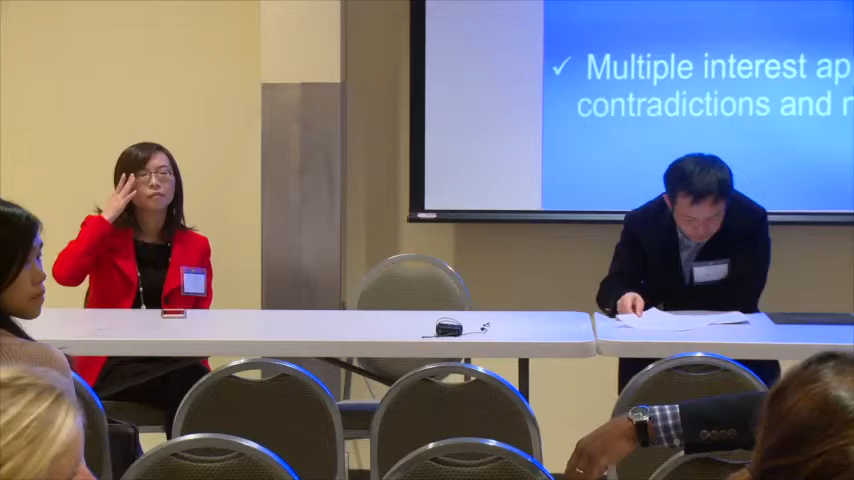 ✓ Multiple interest ap
contradictions and